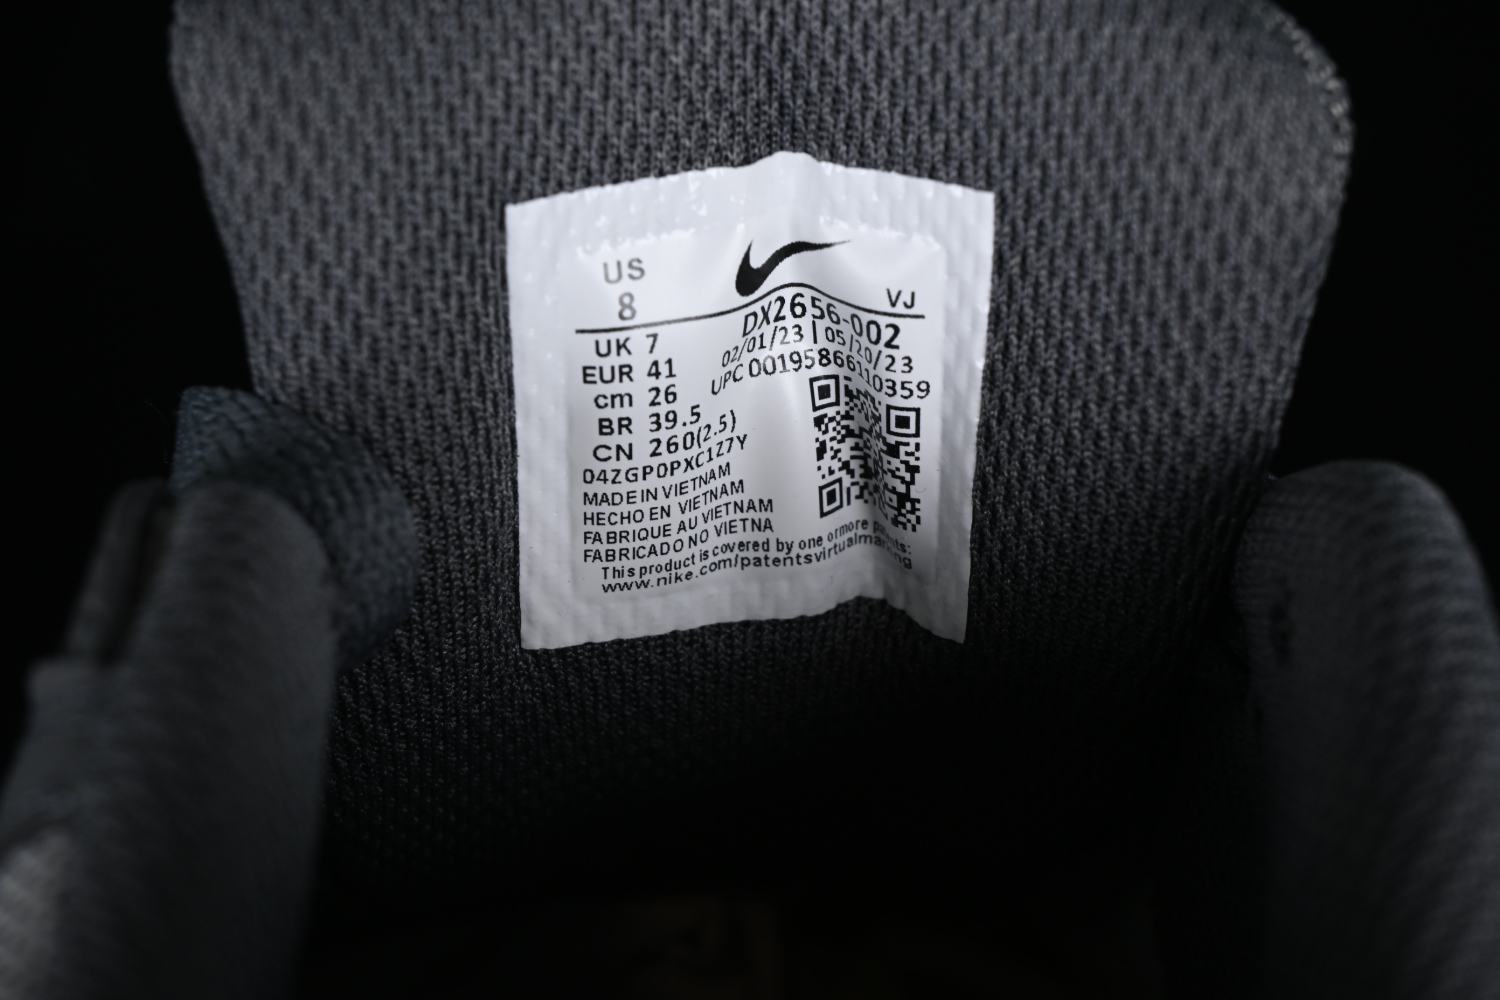 US
8
VJ
DX2656-002
02/01/23 | 05/20/23
UPC 00195866110359
UK 7
EUR 41
cm 26
BR 39.5
CN 260(2.5)
04ZGP0PXC1Z7Y
MADE IN VIETNAM
HECHO EN VIETNAM
FABRIQUE AU VIETNAM
FABRICADO NO VIETNA
This product is covered by one ormore patents:
www.nike.com/patentsvirtualmarking